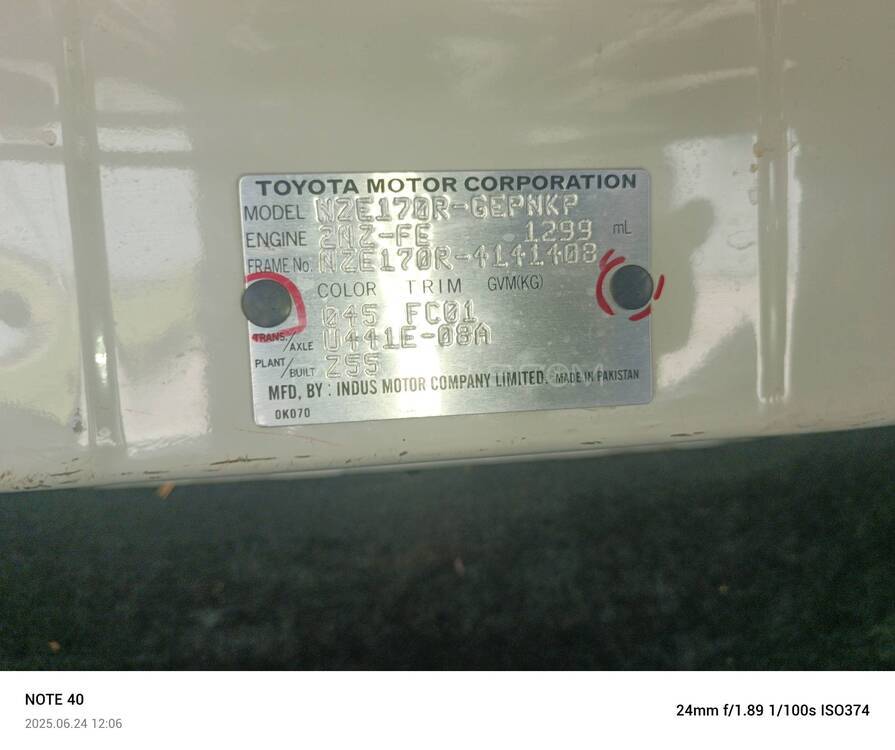 TOYOTA MOTOR CORPORATION
MODEL NZE170R-GEPNKP
ENGINE 2NZ-FE 1299 mL
FRAME No. NZE170R-4141408
COLOR TRIM GVM(KG)
045 FC01
TRANS./AXLE U441E-08A
PLANT/BUILT Z55
MFD. BY : INDUS MOTOR COMPANY LIMITED. MADE IN PAKISTAN
0K070
NOTE 40
2025.06.24 12:06
24mm f/1.89 1/100s ISO374